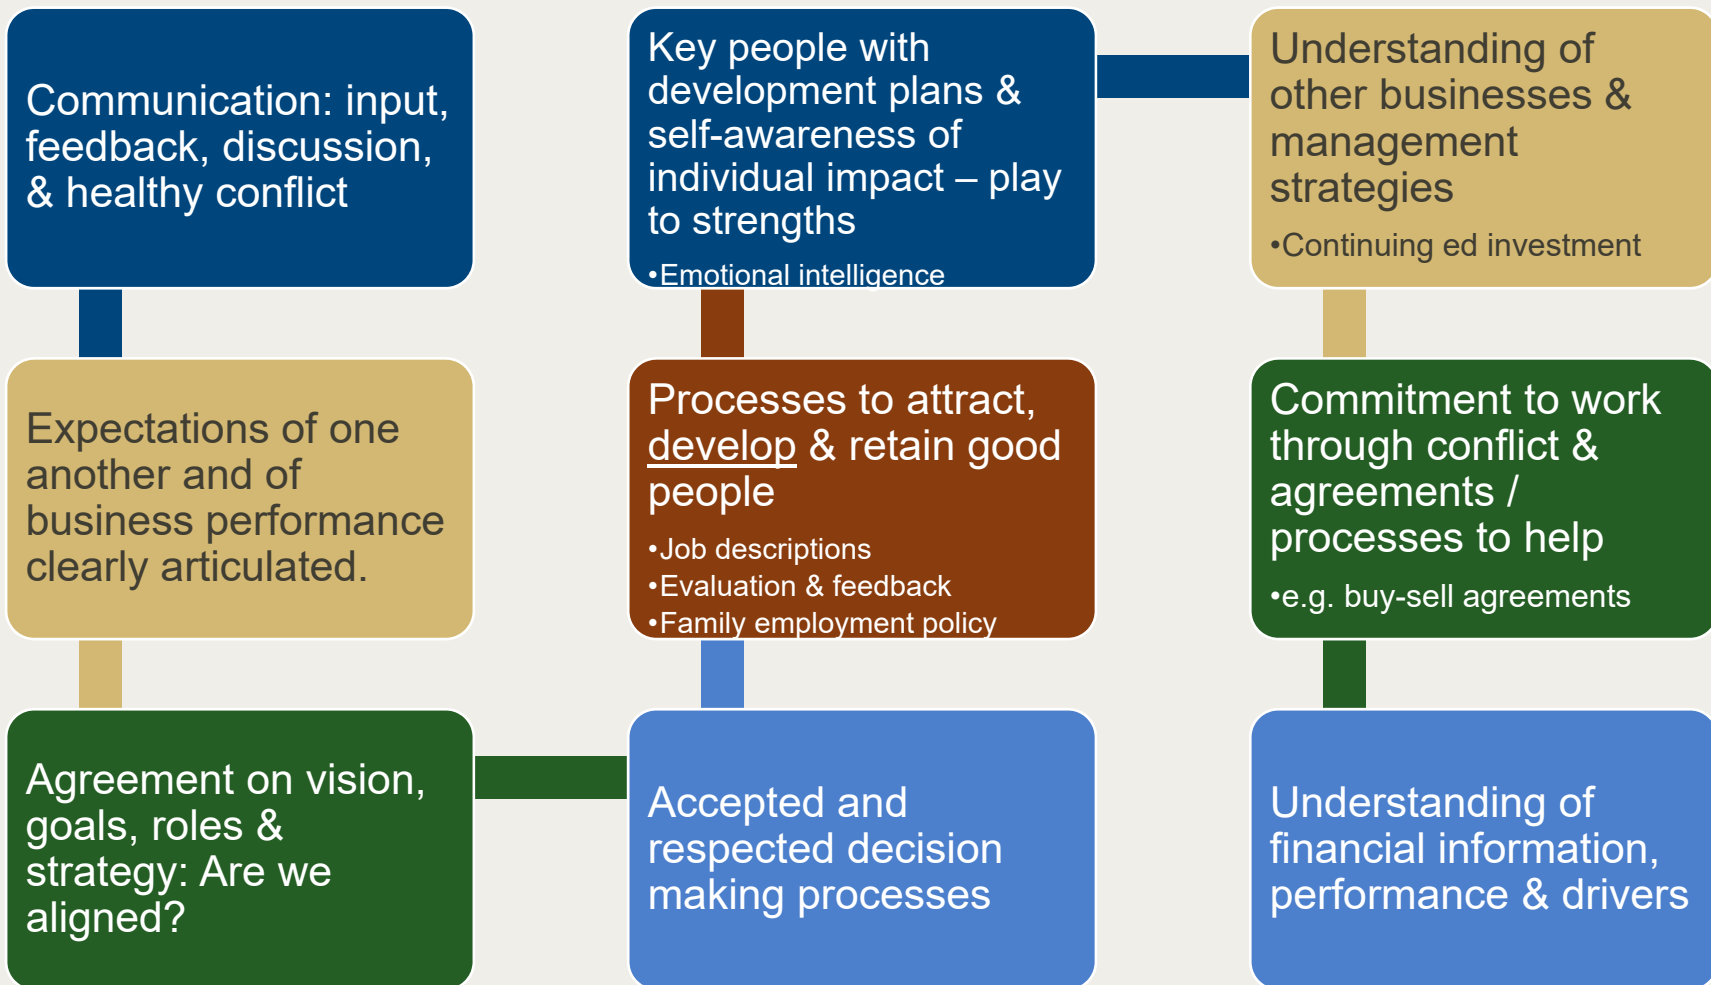 Communication: input,
feedback, discussion,
& healthy conflict
Expectations of one
another and of
business performance
clearly articulated.
Agreement on vision,
goals, roles &
strategy: Are we
aligned?
Accepted and
respected decision
making processes
Processes to attract,
develop & retain good
people
•Job descriptions
•Evaluation & feedback
•Family employment policy
Key people with
development plans &
self-awareness of
individual impact – play
to strengths
•Emotional intelligence
Understanding of
other businesses &
management
strategies
•Continuing ed investment
Commitment to work
through conflict &
agreements /
processes to help
•e.g. buy-sell agreements
Understanding of
financial information,
performance & drivers